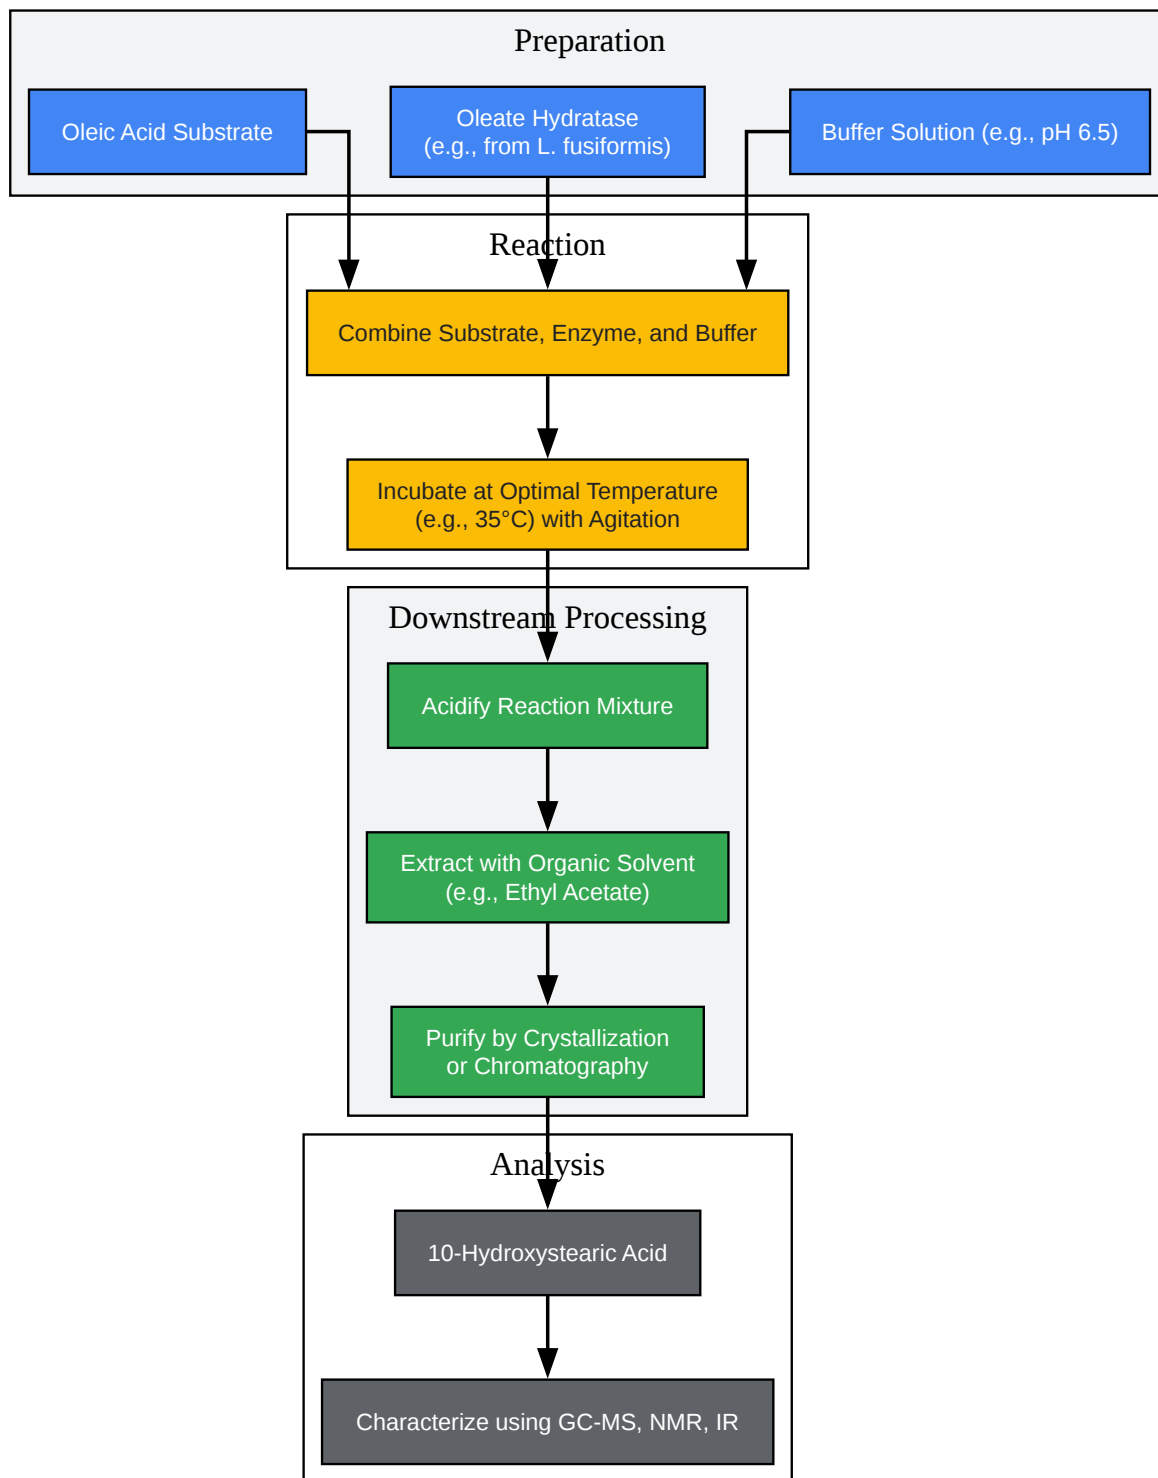 Preparation
Oleic Acid Substrate
Oleate Hydratase
(e.g., from L. fusiformis)
Buffer Solution (e.g., pH 6.5)
Reaction
Combine Substrate, Enzyme, and Buffer
Incubate at Optimal Temperature
(e.g., 35°C) with Agitation
Downstream Processing
Acidify Reaction Mixture
Extract with Organic Solvent
(e.g., Ethyl Acetate)
Purify by Crystallization
or Chromatography
Analysis
10-Hydroxystearic Acid
Characterize using GC-MS, NMR, IR